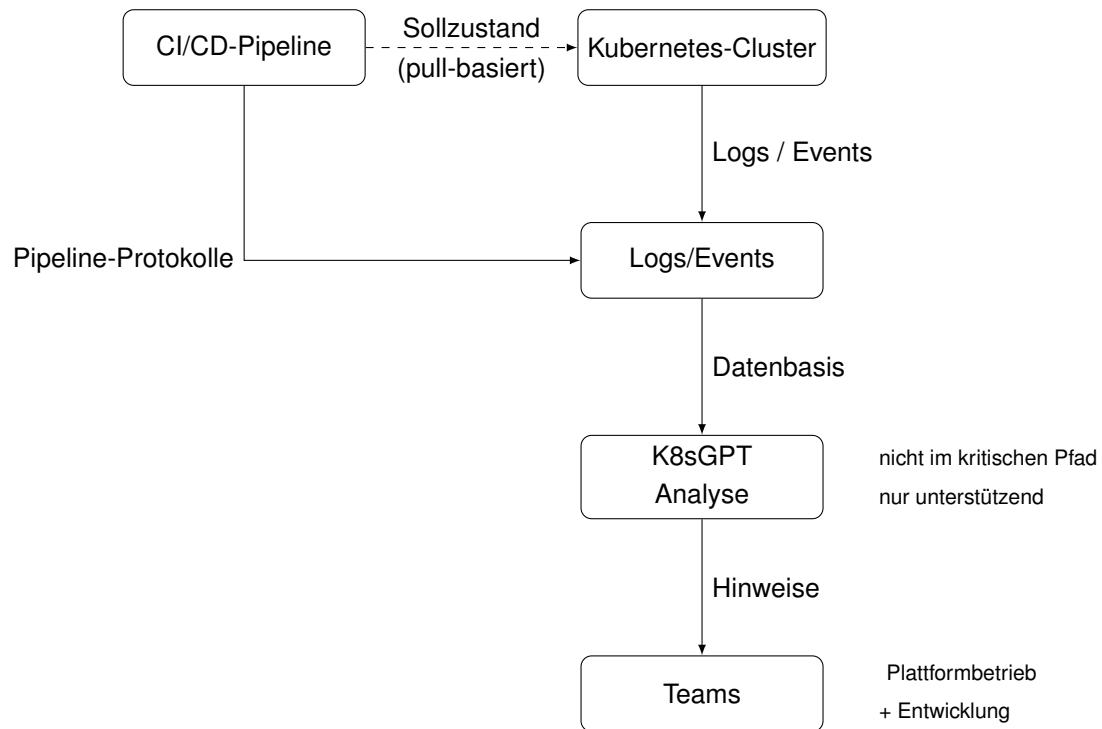 CI/CD-Pipeline
Sollzustand
(pull-basiert)
Kubernetes-Cluster
Logs / Events
Pipeline-Protokolle
Logs/Events
Datenbasis
K8sGPT
Analyse
nicht im kritischen Pfad
nur unterstützend
Hinweise
Teams
Plattformbetrieb
+ Entwicklung